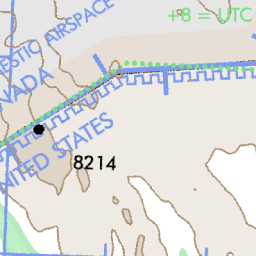 +8 = UTC
ESTIC AIRSPACE
NADA
UNITED STATES
8214